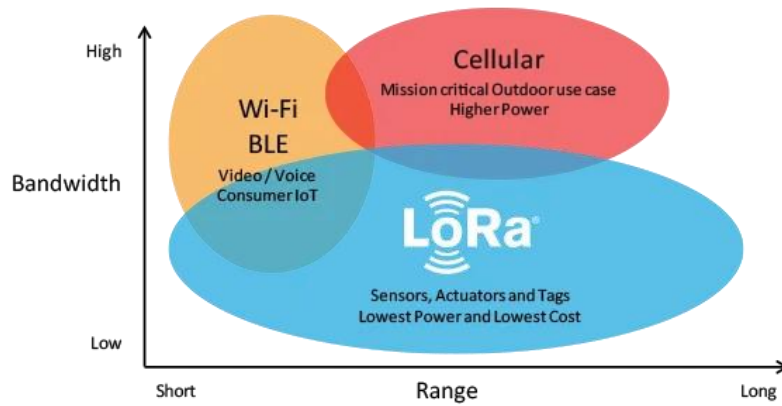 High
Bandwidth
Low
Wi-Fi
BLE
Video / Voice
Consumer IoT
Cellular
Mission critical Outdoor use case
Higher Power
LoRa®
Sensors, Actuators and Tags
Lowest Power and Lowest Cost
Short
Range
Long